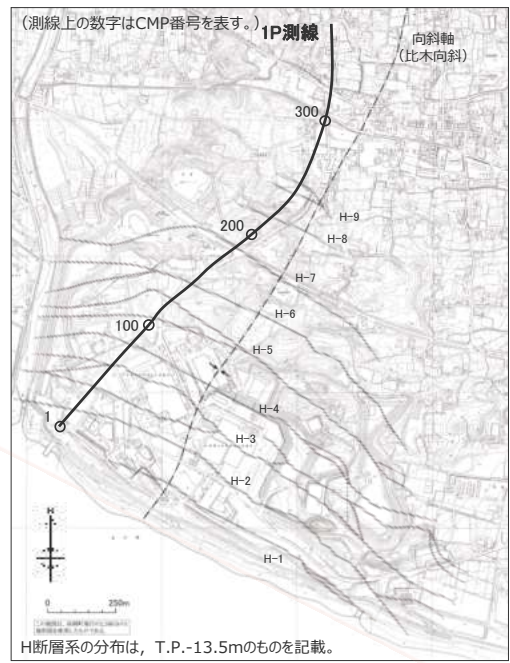 （測線上の数字はCMP番号を表す。）
1P測線
向斜軸
（比木向斜）
300
H-9
200
H-8
H-7
H-6
100
H-5
H-4
1
H-3
H-2
H-1
N
0 250m
H断層系の分布は，T.P.-13.5mのものを記載。